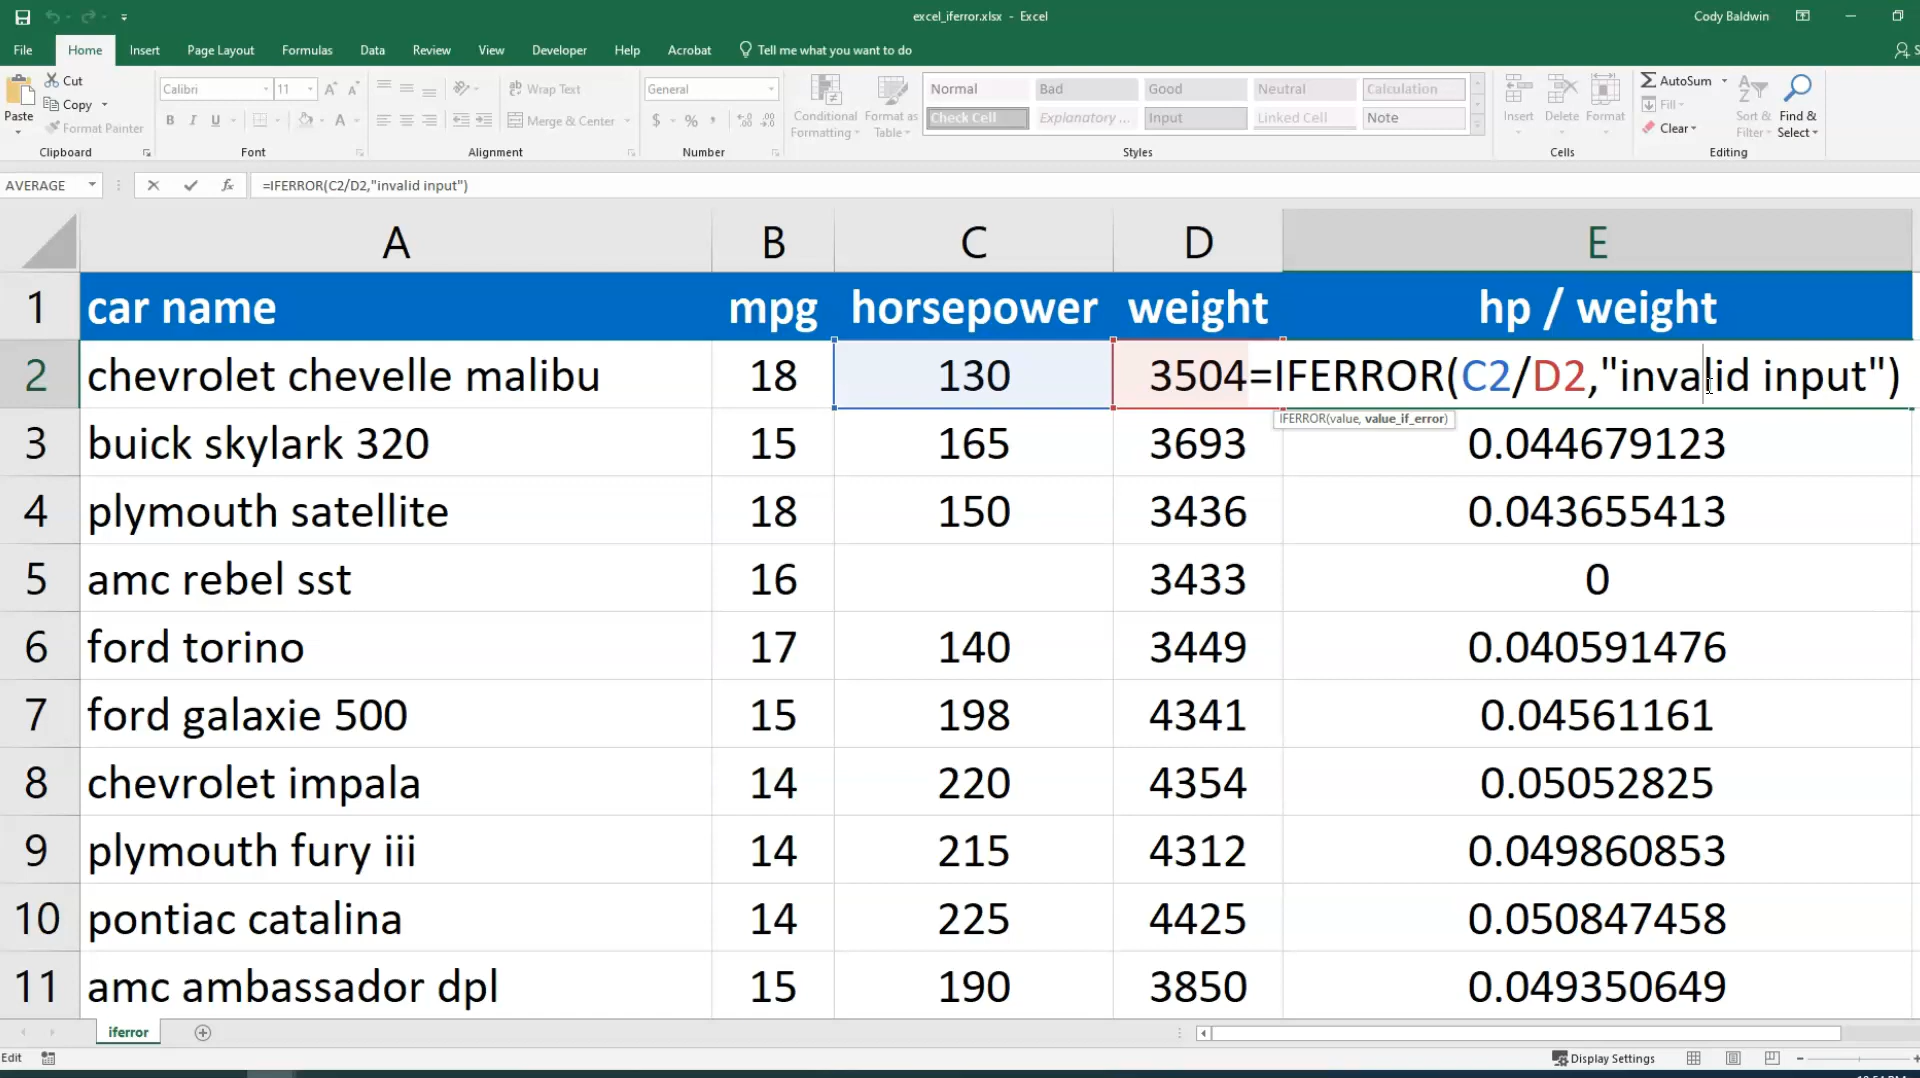 excel_iferror.xlsx - Excel
Cody Baldwin
File Home Insert Page Layout Formulas Data Review View Developer Help Acrobat Tell me what you want to do
Cut
Copy
Format Painter
Paste
Clipboard
Calibri 11
B I U
Font
Wrap Text
Merge & Center
Alignment
General
$ % ,
Number
Conditional Formatting
Format as Table
Normal Bad Good Neutral Calculation
Check Cell Explanatory ... Input Linked Cell Note
Styles
Insert Delete Format
Cells
AutoSum
Fill
Clear
Sort & Filter
Find & Select
Editing
AVERAGE fx =IFERROR(C2/D2,"invalid input")
A B C D E
1 car name mpg horsepower weight hp / weight
2 chevrolet chevelle malibu 18 130 3504 =IFERROR(C2/D2,"invalid input")
IFERROR(value, value_if_error)
3 buick skylark 320 15 165 3693 0.044679123
4 plymouth satellite 18 150 3436 0.043655413
5 amc rebel sst 16 3433 0
6 ford torino 17 140 3449 0.040591476
7 ford galaxie 500 15 198 4341 0.04561161
8 chevrolet impala 14 220 4354 0.05052825
9 plymouth fury iii 14 215 4312 0.049860853
10 pontiac catalina 14 225 4425 0.050847458
11 amc ambassador dpl 15 190 3850 0.049350649
iferror
Edit
Display Settings